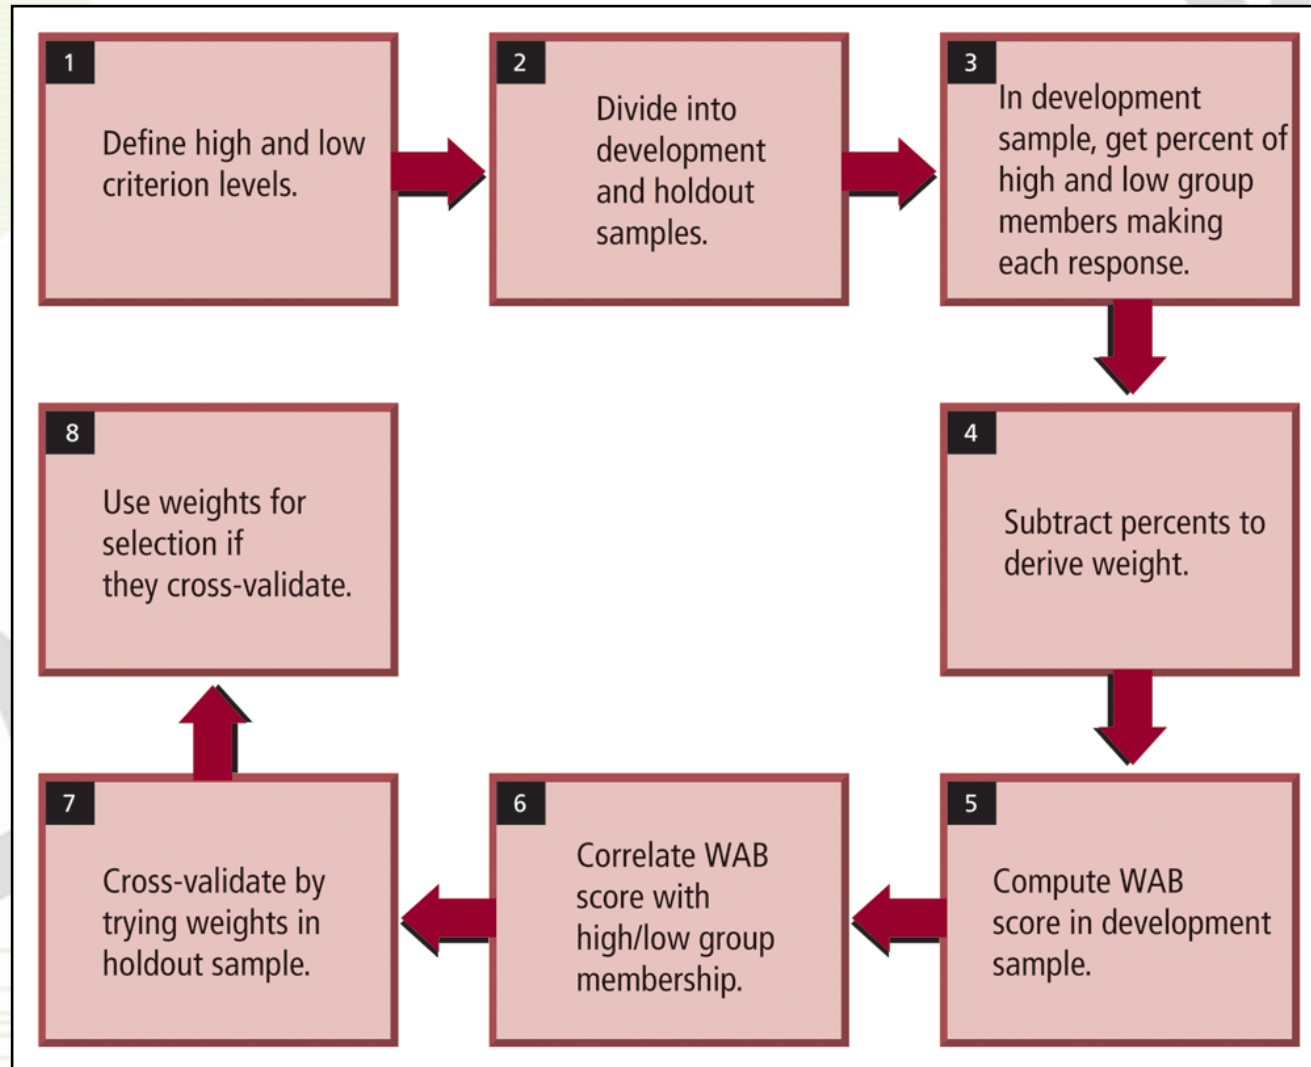 1
Define high and low
criterion levels.
2
Divide into
development
and holdout
samples.
3
In development
sample, get percent of
high and low group
members making
each response.
4
Subtract percents to
derive weight.
5
Compute WAB
score in development
sample.
6
Correlate WAB
score with
high/low group
membership.
7
Cross-validate by
trying weights in
holdout sample.
8
Use weights for
selection if
they cross-validate.